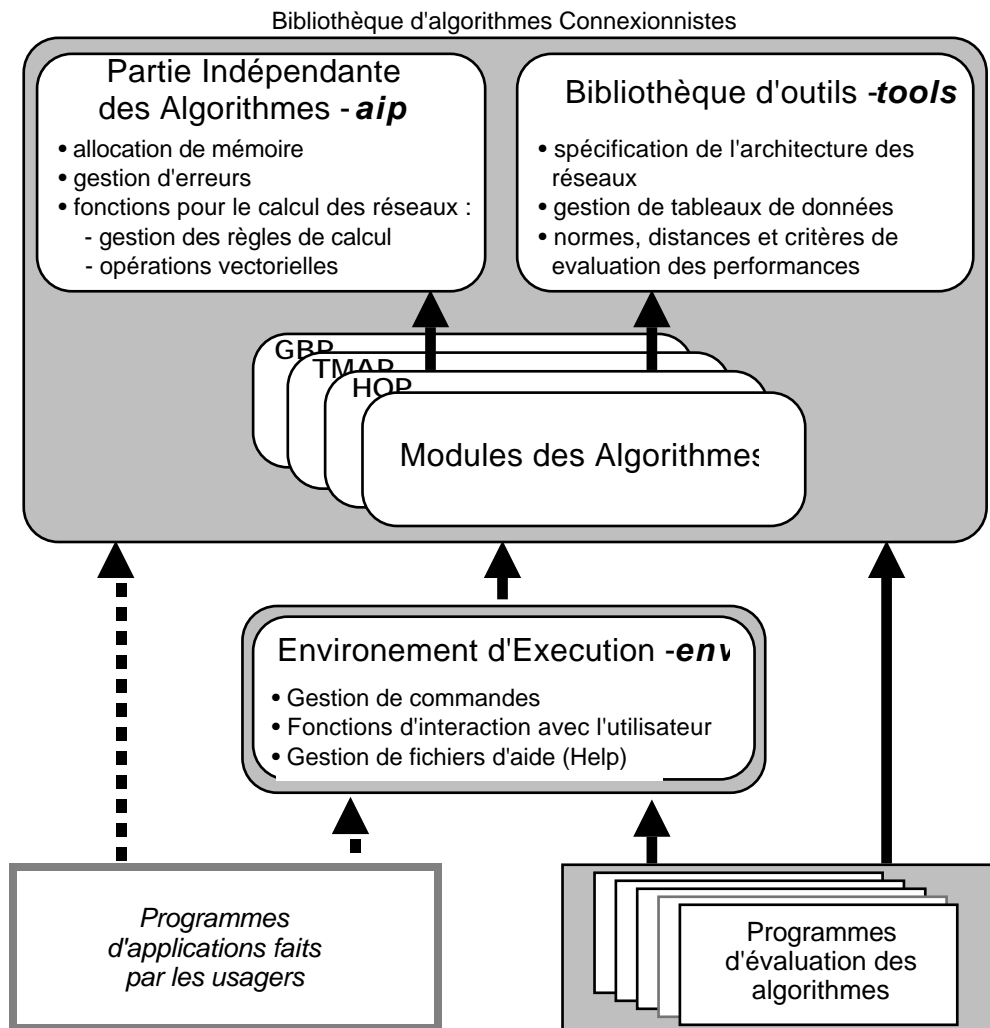 Bibliothèque d'algorithmes Connexionnistes
Partie Indépendante
des Algorithmes - aip
• allocation de mémoire
• gestion d'erreurs
• fonctions pour le calcul des réseaux :
- gestion des règles de calcul
- opérations vectorielles
Bibliothèque d'outils -tools
• spécification de l'architecture des
réseaux
• gestion de tableaux de données
• normes, distances et critères de
evaluation des performances
GBP
TMAP
HOP
Modules des Algorithmes
Environement d'Execution -env
• Gestion de commandes
• Fonctions d'interaction avec l'utilisateur
• Gestion de fichiers d'aide (Help)
Programmes
d'applications faits
par les usagers
Programmes
d'évaluation des
algorithmes